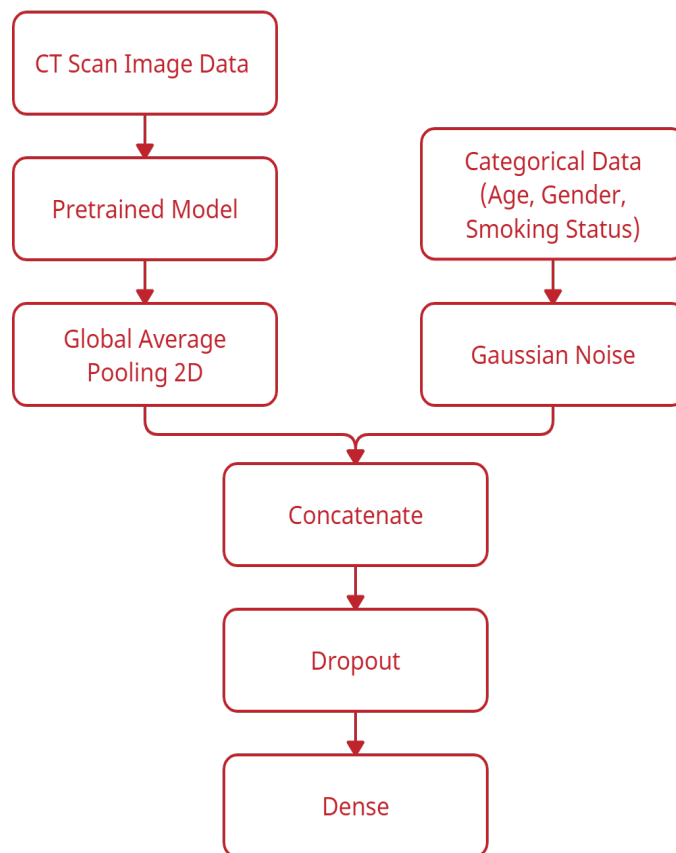 CT Scan Image Data
Pretrained Model
Global Average
Pooling 2D
Categorical Data
(Age, Gender,
Smoking Status)
Gaussian Noise
Concatenate
Dropout
Dense